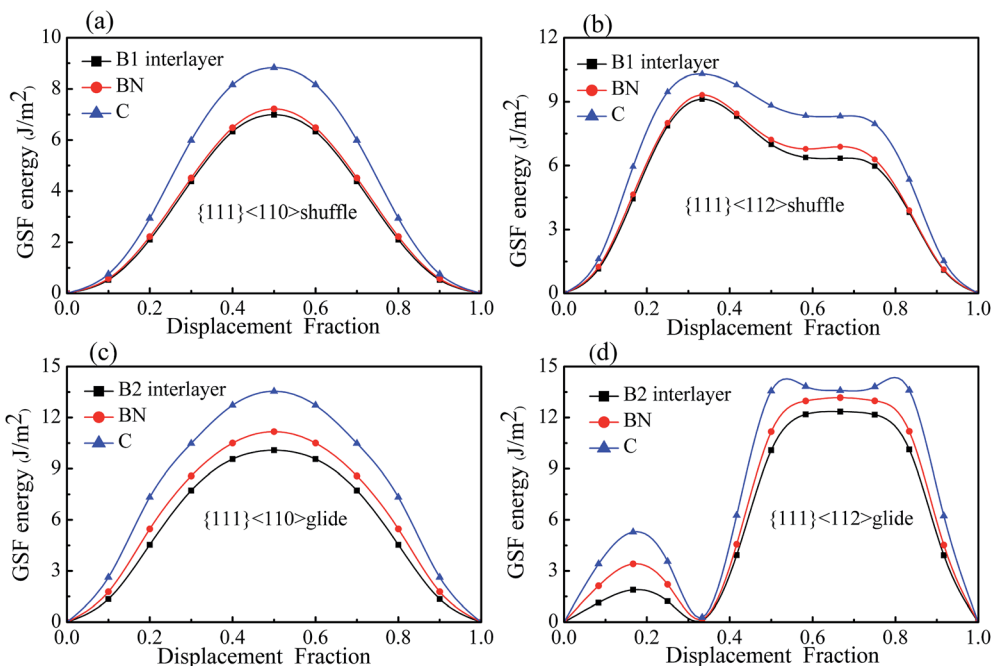 (a)
GSF energy (J/m²)
10
8
6
4
2
0
B1 interlayer
BN
C
{111}<110>shuffle
0.0 0.2 0.4 0.6 0.8 1.0
Displacement Fraction
(b)
GSF energy (J/m²)
12
9
6
3
0
B1 interlayer
BN
C
{111}<112>shuffle
0.0 0.2 0.4 0.6 0.8 1.0
Displacement Fraction
(c)
GSF energy (J/m²)
15
12
9
6
3
0
B2 interlayer
BN
C
{111}<110>glide
0.0 0.2 0.4 0.6 0.8 1.0
Displacement Fraction
(d)
GSF energy (J/m²)
15
12
9
6
3
0
B2 interlayer
BN
C
{111}<112>glide
0.0 0.2 0.4 0.6 0.8 1.0
Displacement Fraction